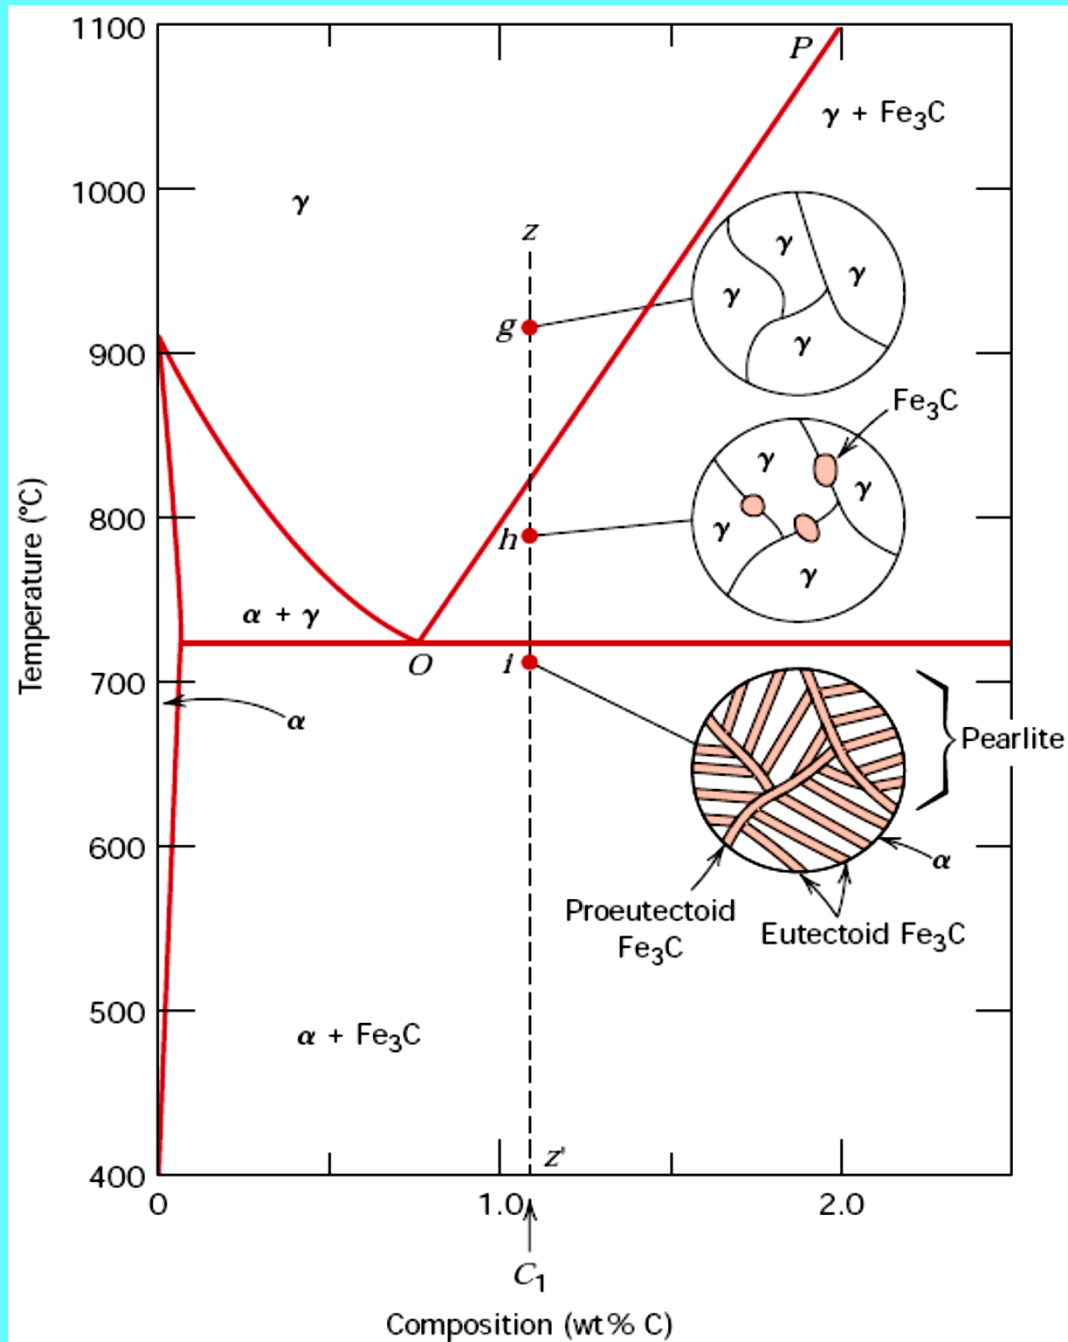 1100
P
γ + Fe₃C
1000
γ
z
γ
γ
γ
g
γ
900
Fe₃C
γ
γ
800
h
γ
γ
α + γ
O
i
700
α
Pearlite
Temperature (°C)
600
α
Proeutectoid
Fe₃C
Eutectoid Fe₃C
500
α + Fe₃C
z'
400
0
1.0
2.0
C₁
Composition (wt% C)